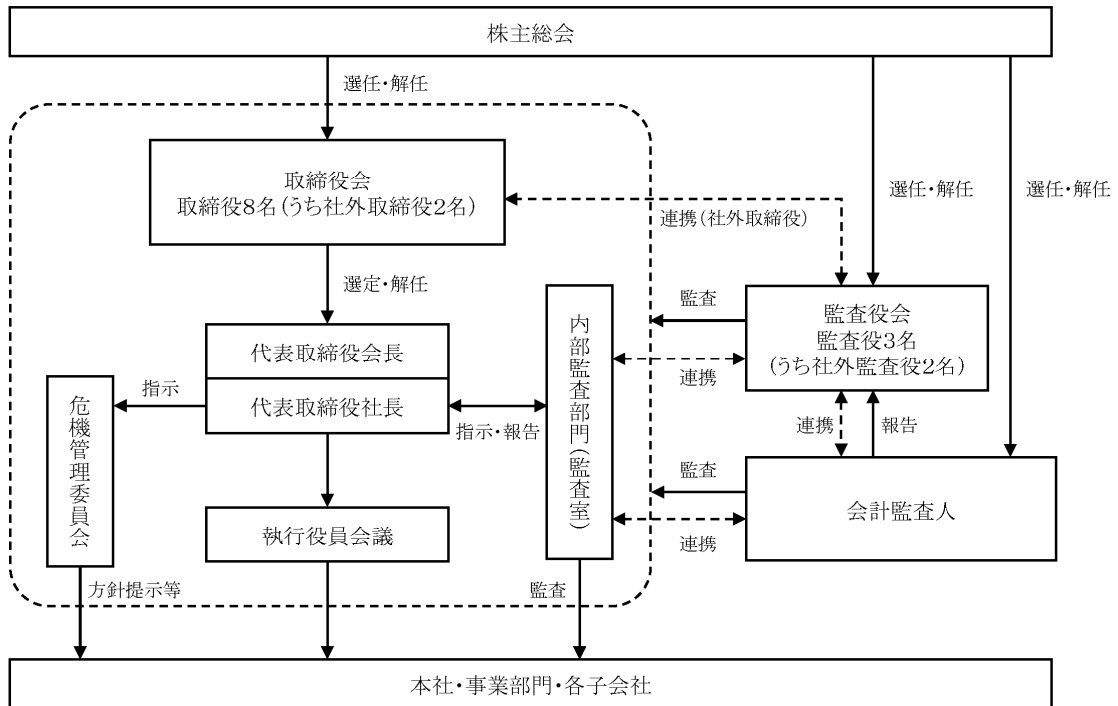 株主総会
選任・解任
取締役会
取締役8名(うち社外取締役2名)
選任・解任
選任・解任
連携(社外取締役)
選定・解任
内部監査部門(監査室)
監査
監査役会
監査役3名
(うち社外監査役2名)
代表取締役会長
連携
危機管理委員会
指示
代表取締役社長
指示・報告
連携
報告
監査
会計監査人
執行役員会議
連携
方針提示等
監査
本社・事業部門・各子会社